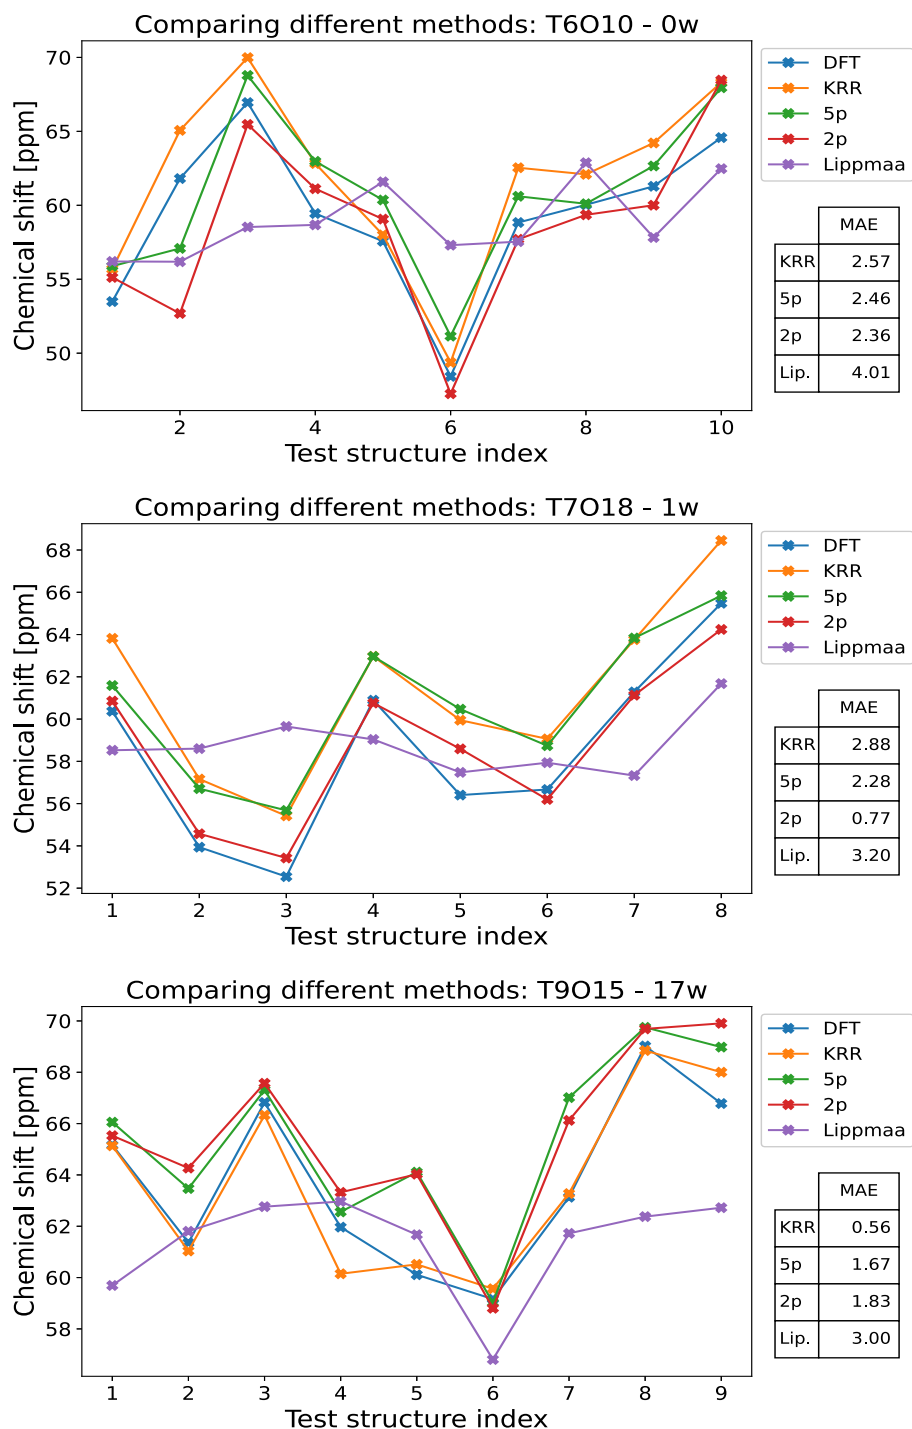 Comparing different methods: T6O10 - 0w
Chemical shift [ppm]
70
65
60
55
50
2 4 6 8 10
Test structure index
DFT
KRR
5p
2p
Lippmaa
MAE
KRR 2.57
5p 2.46
2p 2.36
Lip. 4.01
Comparing different methods: T7O18 - 1w
Chemical shift [ppm]
68
66
64
62
60
58
56
54
52
1 2 3 4 5 6 7 8
Test structure index
DFT
KRR
5p
2p
Lippmaa
MAE
KRR 2.88
5p 2.28
2p 0.77
Lip. 3.20
Comparing different methods: T9O15 - 17w
Chemical shift [ppm]
70
68
66
64
62
60
58
1 2 3 4 5 6 7 8 9
Test structure index
DFT
KRR
5p
2p
Lippmaa
MAE
KRR 0.56
5p 1.67
2p 1.83
Lip. 3.00